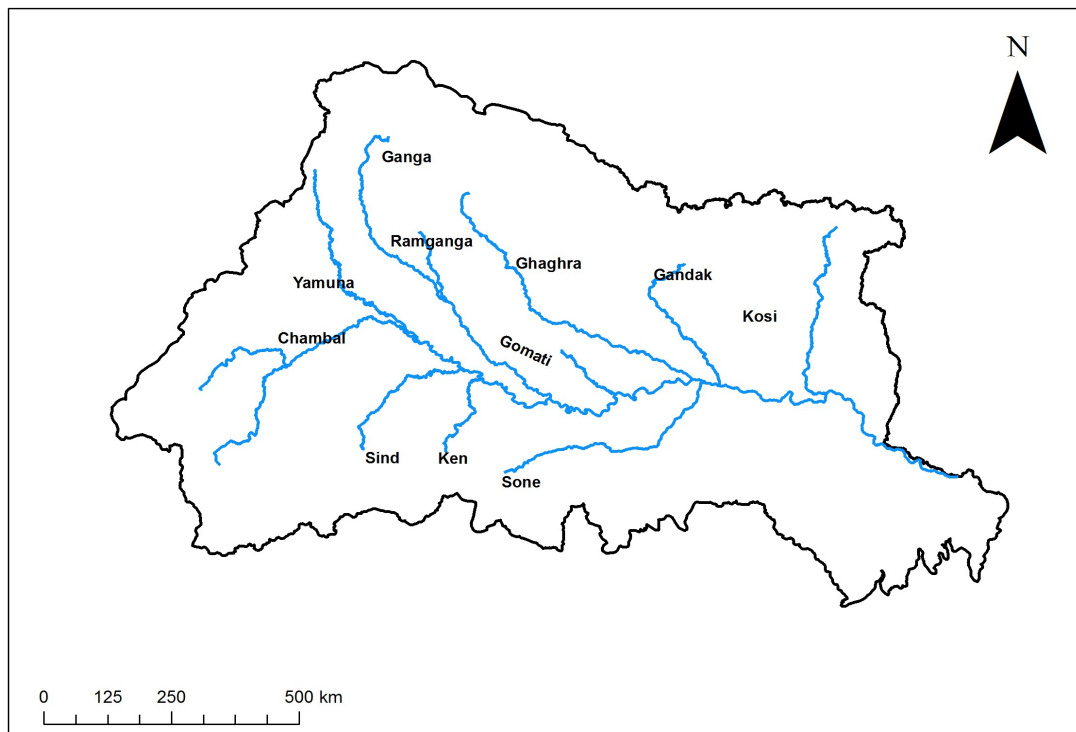 N
Ganga
Ramganga
Ghaghra
Gandak
Yamuna
Kosi
Chambal
Gomati
Sind
Ken
Sone
0 125 250 500 km